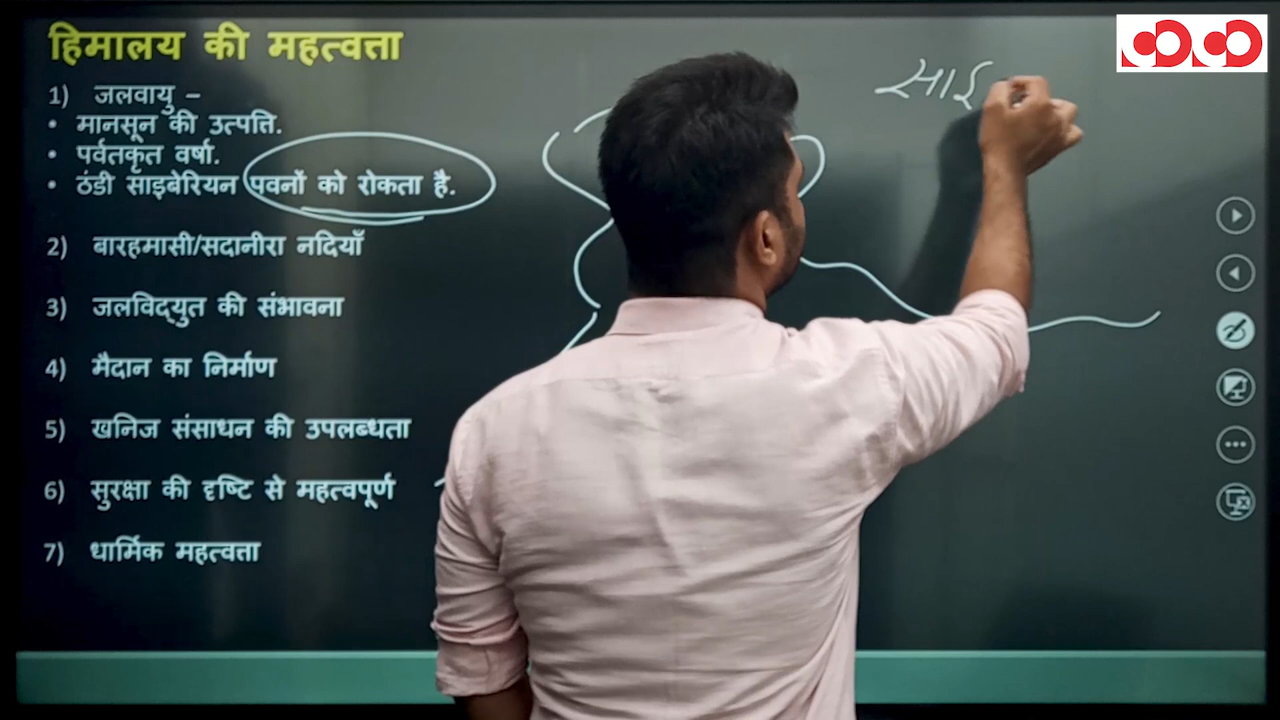 हिमालय की महत्वत्ता
1) जलवायु –
• मानसून की उत्पत्ति.
• पर्वतकृत वर्षा.
• ठंडी साइबेरियन पवनों को रोकता है.
2) बारहमासी/सदानीरा नदियाँ
3) जलविद्युत की संभावना
4) मैदान का निर्माण
5) खनिज संसाधन की उपलब्धता
6) सुरक्षा की दृष्टि से महत्वपूर्ण
7) धार्मिक महत्वत्ता
साइ